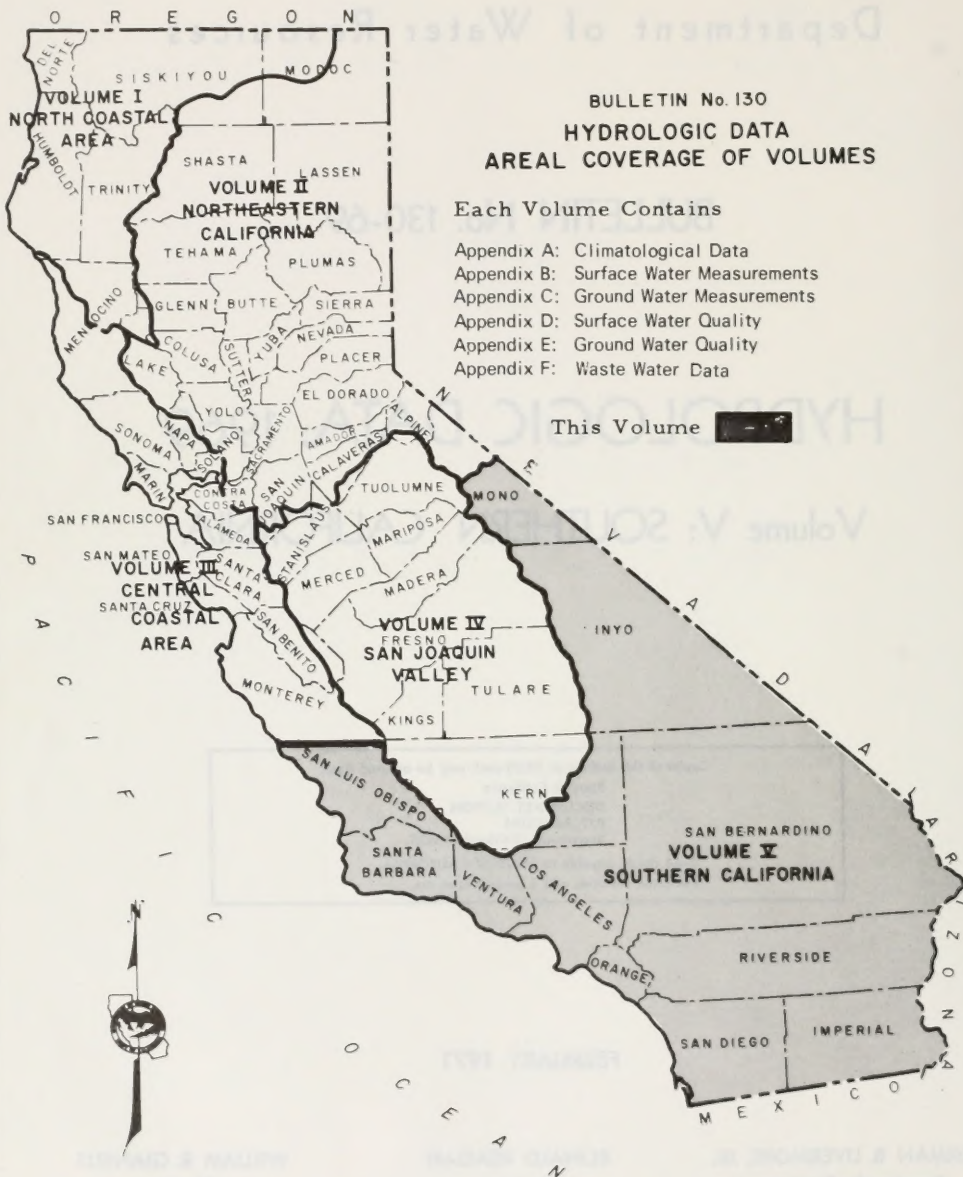 OREGON
DEL NORTE
SISKIYOU
MODOC
VOLUME I
NORTH COASTAL
AREA
HUMBOLDT
TRINITY
SHASTA
LASSEN
VOLUME II
NORTHEASTERN
CALIFORNIA
TEHAMA
PLUMAS
GLENN
BUTTE
SIERRA
MENDOCINO
COLUSA
SUTTER
YUBA
NEVADA
PLACER
LAKE
YOLO
EL DORADO
SONOMA
NAPA
SOLANO
SACRAMENTO
AMADOR
ALPINE
CALAVERAS
MARIN
CONTRA
COSTA
SAN
JOAQUIN
TUOLUMNE
MONO
SAN FRANCISCO
ALAMEDA
STANISLAUS
MARIPOSA
SAN MATEO
SANTA
CLARA
MERCED
MADERA
VOLUME III
CENTRAL
COASTAL
AREA
SANTA CRUZ
SAN BENITO
VOLUME IV
FRESNO
SAN JOAQUIN
VALLEY
INYO
MONTEREY
KINGS
TULARE
SAN LUIS OBISPO
KERN
SANTA
BARBARA
VENTURA
LOS ANGELES
SAN BERNARDINO
VOLUME V
SOUTHERN CALIFORNIA
ORANGE
RIVERSIDE
SAN DIEGO
IMPERIAL
NEVADA
ARIZONA
MEXICO
PACIFIC
OCEAN
N
BULLETIN No. 130
HYDROLOGIC DATA
AREAL COVERAGE OF VOLUMES
Each Volume Contains
Appendix A: Climatological Data
Appendix B: Surface Water Measurements
Appendix C: Ground Water Measurements
Appendix D: Surface Water Quality
Appendix E: Ground Water Quality
Appendix F: Waste Water Data
This Volume